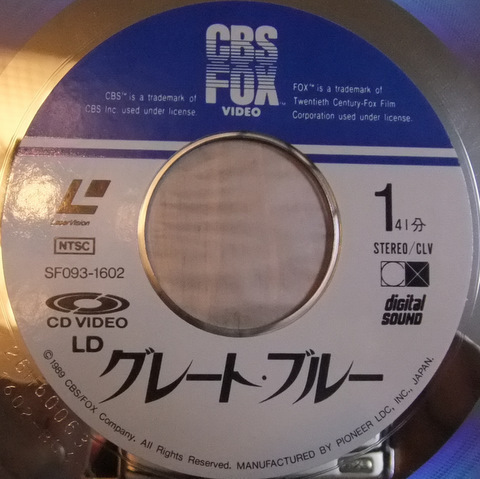 CBS
FOX™
VIDEO
CBS™ is a trademark of
CBS Inc. used under license.
FOX™ is a trademark of
Twentieth Century-Fox Film
Corporation used under license.
LaserVision
NTSC
SF093-1602
CD VIDEO
LD
1 41分
STEREO/CLV
digital
SOUND
グレート・ブルー
©1989 CBS/FOX Company. All Rights Reserved. MANUFACTURED BY PIONEER LDC, INC., JAPAN.